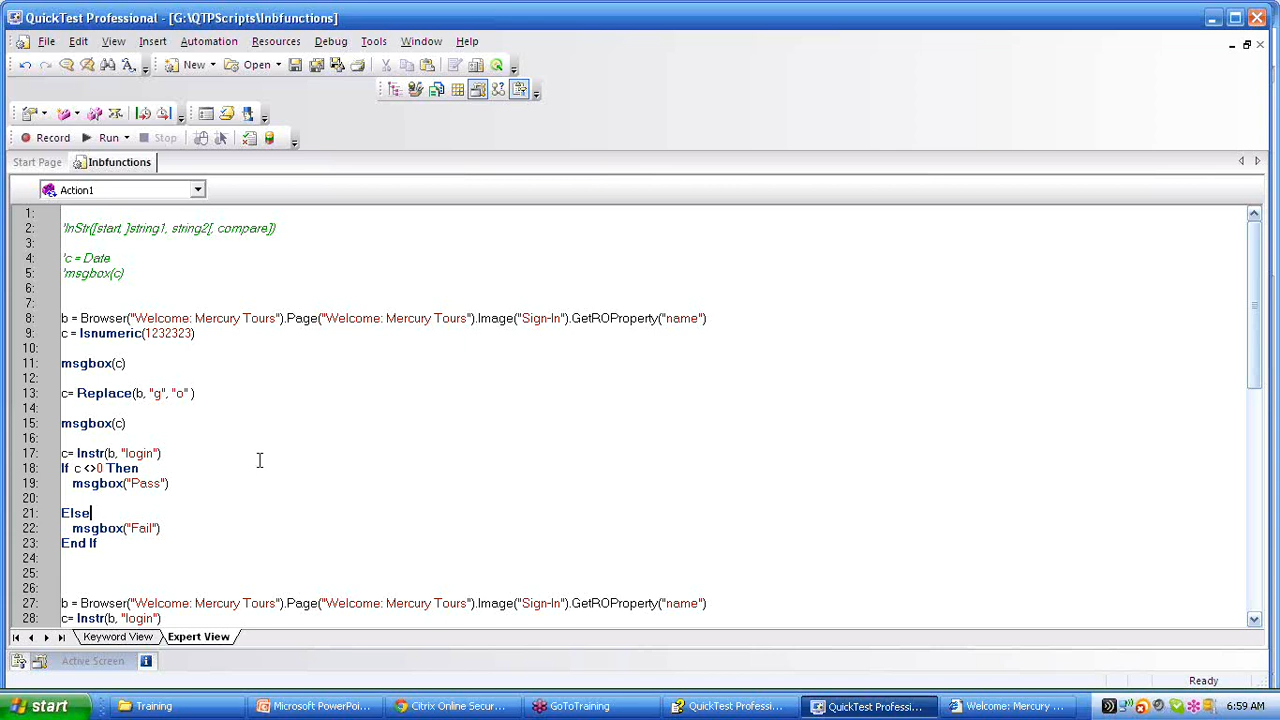 QuickTest Professional - [G:\QTPScripts\Inbfunctions]
File Edit View Insert Automation Resources Debug Tools Window Help
New Open
Record Run Stop
Start Page Inbfunctions
Action1
1:
2: 'InStr([start, ]string1, string2[, compare])
3:
4: 'c = Date
5: 'msgbox(c)
6:
7:
8: b = Browser("Welcome: Mercury Tours").Page("Welcome: Mercury Tours").Image("Sign-In").GetROProperty("name")
9: c = Isnumeric(1232323)
10:
11: msgbox(c)
12:
13: c= Replace(b, "g", "o" )
14:
15: msgbox(c)
16:
17: c= Instr(b, "login")
18: If c <>0 Then
19: msgbox("Pass")
20:
21: Else
22: msgbox("Fail")
23: End If
24:
25:
26:
27: b = Browser("Welcome: Mercury Tours").Page("Welcome: Mercury Tours").Image("Sign-In").GetROProperty("name")
28: c= Instr(b, "login")
Keyword View Expert View
Active Screen
Ready
start Training Microsoft PowerPoi... Citrix Online Secur... GoToTraining QuickTest Professi... QuickTest Professi... Welcome: Mercury ... 6:59 AM